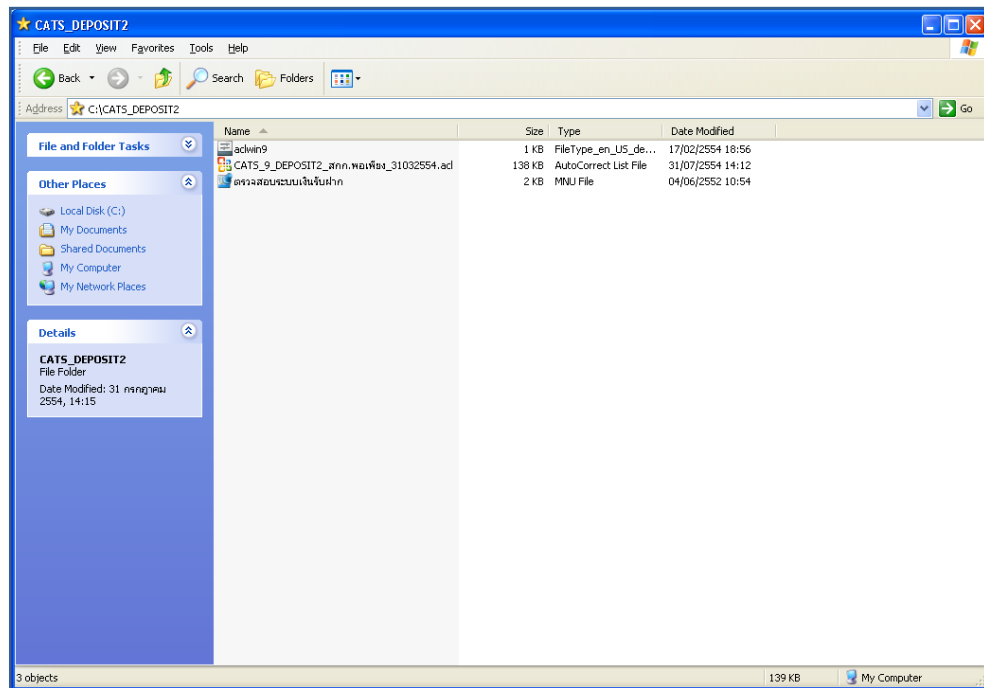 CATS_DEPOSIT2
File Edit View Favorites Tools Help
Back Search Folders
Address C:\CATS_DEPOSIT2 Go
File and Folder Tasks
Other Places
Local Disk (C:)
My Documents
Shared Documents
My Computer
My Network Places
Details
CATS_DEPOSIT2
File Folder
Date Modified: 31 กรกฎาคม
2554, 14:15
Name Size Type Date Modified
aclwin9 1 KB FileType_en_US_de... 17/02/2554 18:56
CATS_9_DEPOSIT2_สกก.พอเพียง_31032554.acl 138 KB AutoCorrect List File 31/07/2554 14:12
ตรวจสอบระบบเงินรับฝาก 2 KB MNU File 04/06/2552 10:54
3 objects 139 KB My Computer